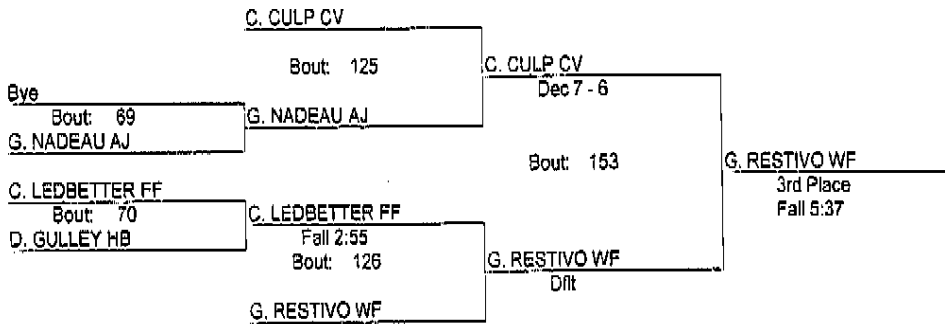 C. CULP CV
Bout: 125
C. CULP CV
Dec 7 - 6
Bye
Bout: 69
G. NADEAU AJ
G. NADEAU AJ
Bout: 153
G. RESTIVO WF
3rd Place
Fall 5:37
C. LEDBETTER FF
Bout: 70
D. GULLEY HB
C. LEDBETTER FF
Fall 2:55
Bout: 126
G. RESTIVO WF
Dflt
G. RESTIVO WF